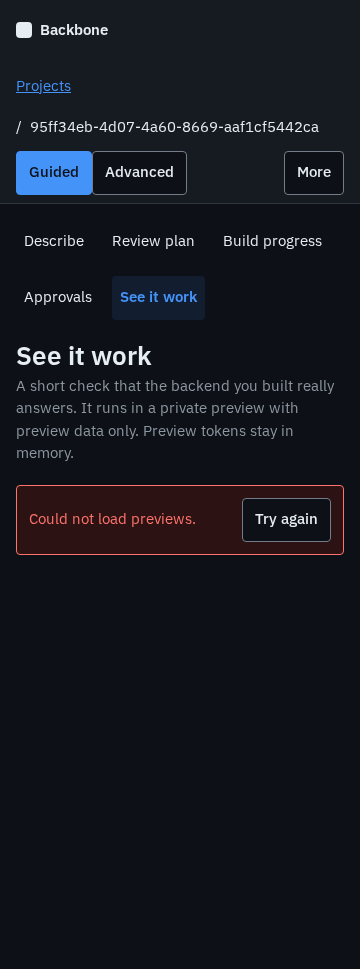 Backbone
Projects
/ 95ff34eb-4d07-4a60-8669-aaf1cf5442ca
Guided Advanced More
Describe Review plan Build progress
Approvals See it work
See it work
A short check that the backend you built really
answers. It runs in a private preview with
preview data only. Preview tokens stay in
memory.
Could not load previews. Try again